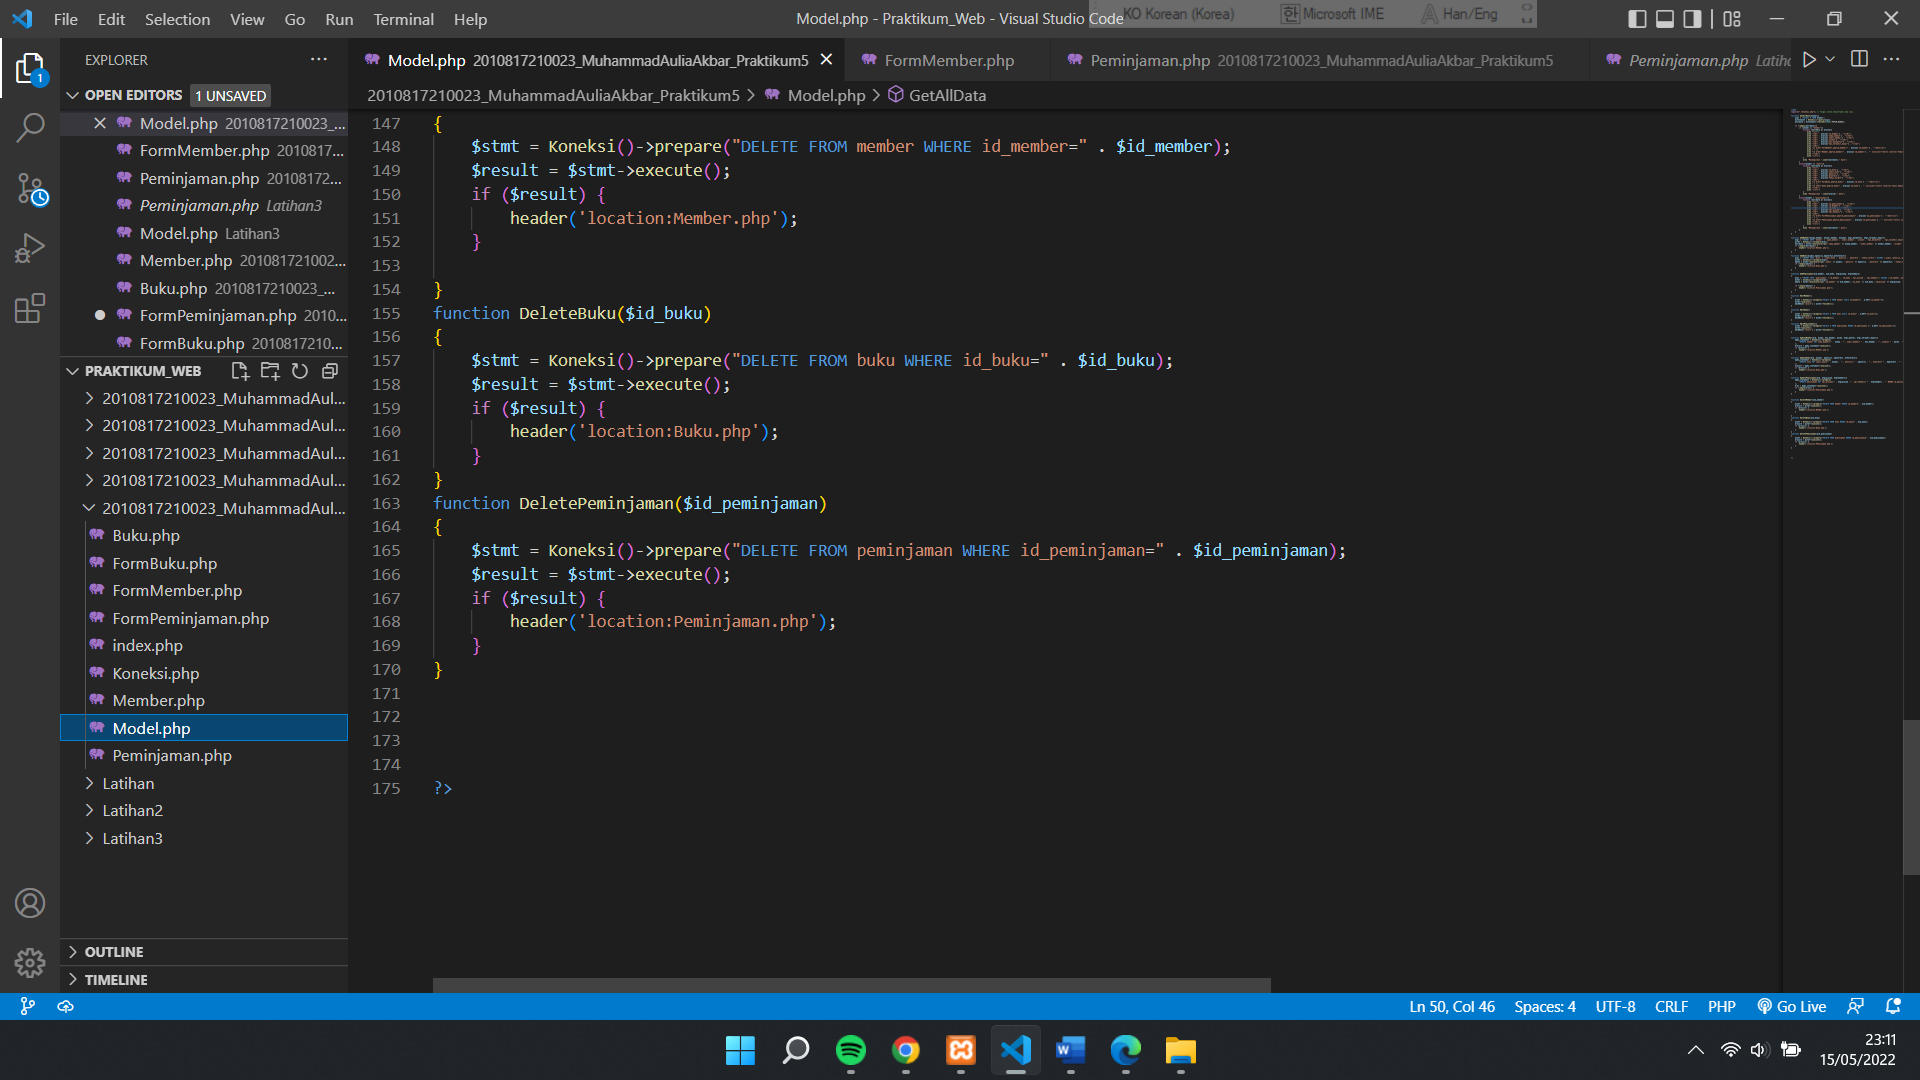 File Edit Selection View Go Run Terminal Help
Model.php - Praktikum_Web - Visual Studio Code
KO Korean (Korea) 한 Microsoft IME A Han/Eng
EXPLORER
Model.php 2010817210023_MuhammadAuliaAkbar_Praktikum5
FormMember.php
Peminjaman.php 2010817210023_MuhammadAuliaAkbar_Praktikum5
Peminjaman.php
2010817210023_MuhammadAuliaAkbar_Praktikum5 > Model.php > GetAllData
OPEN EDITORS 1 UNSAVED
Model.php 2010817210023_...
FormMember.php 2010817...
Peminjaman.php 20108172...
Peminjaman.php Latihan3
Model.php Latihan3
Member.php 201081721002...
Buku.php 2010817210023_...
FormPeminjaman.php 2010...
FormBuku.php 201081721 0...
PRAKTIKUM_WEB
2010817210023_MuhammadAul...
2010817210023_MuhammadAul...
2010817210023_MuhammadAul...
2010817210023_MuhammadAul...
2010817210023_MuhammadAul...
Buku.php
FormBuku.php
FormMember.php
FormPeminjaman.php
index.php
Koneksi.php
Member.php
Model.php
Peminjaman.php
Latihan
Latihan2
Latihan3
OUTLINE
TIMELINE
147 {
148 $stmt = Koneksi()->prepare("DELETE FROM member WHERE id_member=" . $id_member);
149 $result = $stmt->execute();
150 if ($result) {
151 header('location:Member.php');
152 }
153
154 }
155 function DeleteBuku($id_buku)
156 {
157 $stmt = Koneksi()->prepare("DELETE FROM buku WHERE id_buku=" . $id_buku);
158 $result = $stmt->execute();
159 if ($result) {
160 header('location:Buku.php');
161 }
162 }
163 function DeletePeminjaman($id_peminjaman)
164 {
165 $stmt = Koneksi()->prepare("DELETE FROM peminjaman WHERE id_peminjaman=" . $id_peminjaman);
166 $result = $stmt->execute();
167 if ($result) {
168 header('location:Peminjaman.php');
169 }
170 }
171
172
173
174
175 ?>
Ln 50, Col 46 Spaces: 4 UTF-8 CRLF PHP Go Live
23:11
15/05/2022